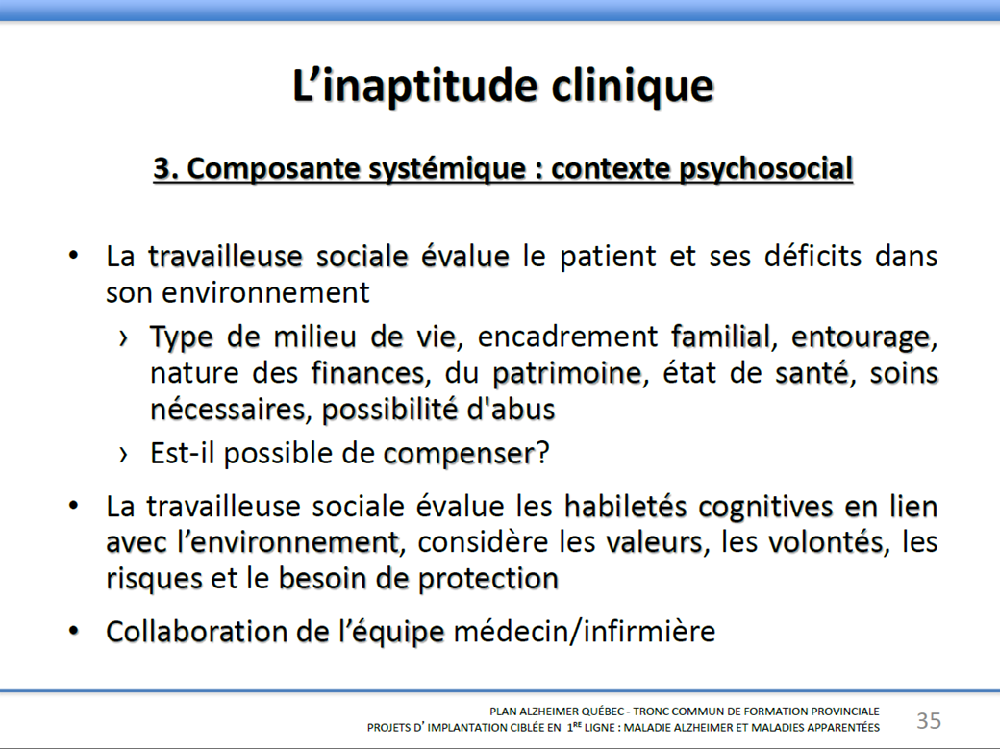 L’inaptitude clinique
3. Composante systémique : contexte psychosocial
• La travailleuse sociale évalue le patient et ses déficits dans
son environnement
› Type de milieu de vie, encadrement familial, entourage,
nature des finances, du patrimoine, état de santé, soins
nécessaires, possibilité d'abus
› Est-il possible de compenser?
• La travailleuse sociale évalue les habiletés cognitives en lien
avec l’environnement, considère les valeurs, les volontés, les
risques et le besoin de protection
• Collaboration de l’équipe médecin/infirmière
PLAN ALZHEIMER QUÉBEC - TRONC COMMUN DE FORMATION PROVINCIALE
PROJETS D’ IMPLANTATION CIBLÉE EN 1RE LIGNE : MALADIE ALZHEIMER ET MALADIES APPARENTÉES
35